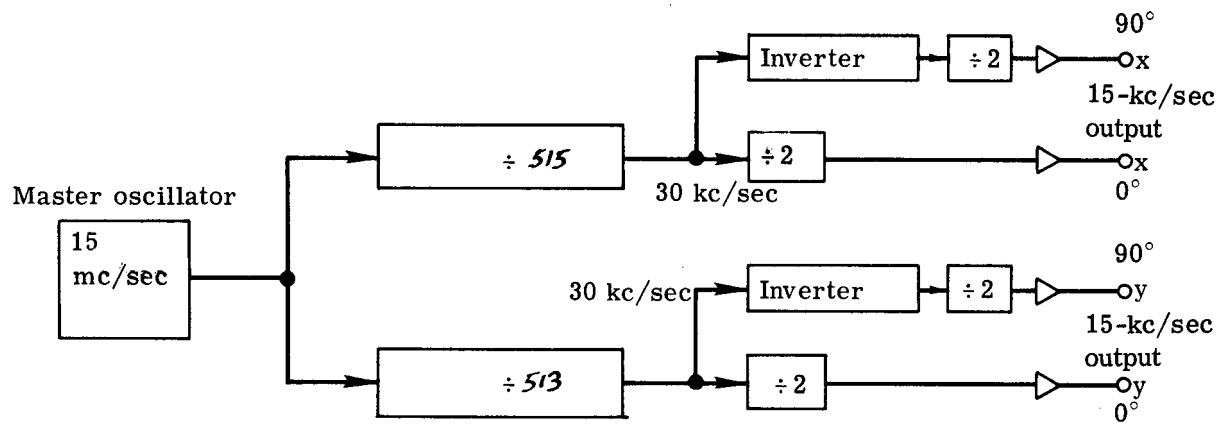 90°
Inverter
÷ 2
x
15-kc/sec
output
÷ 515
÷ 2
x
30 kc/sec
0°
Master oscillator
15
mc/sec
90°
30 kc/sec
Inverter
÷ 2
y
15-kc/sec
output
÷ 513
÷ 2
y
0°